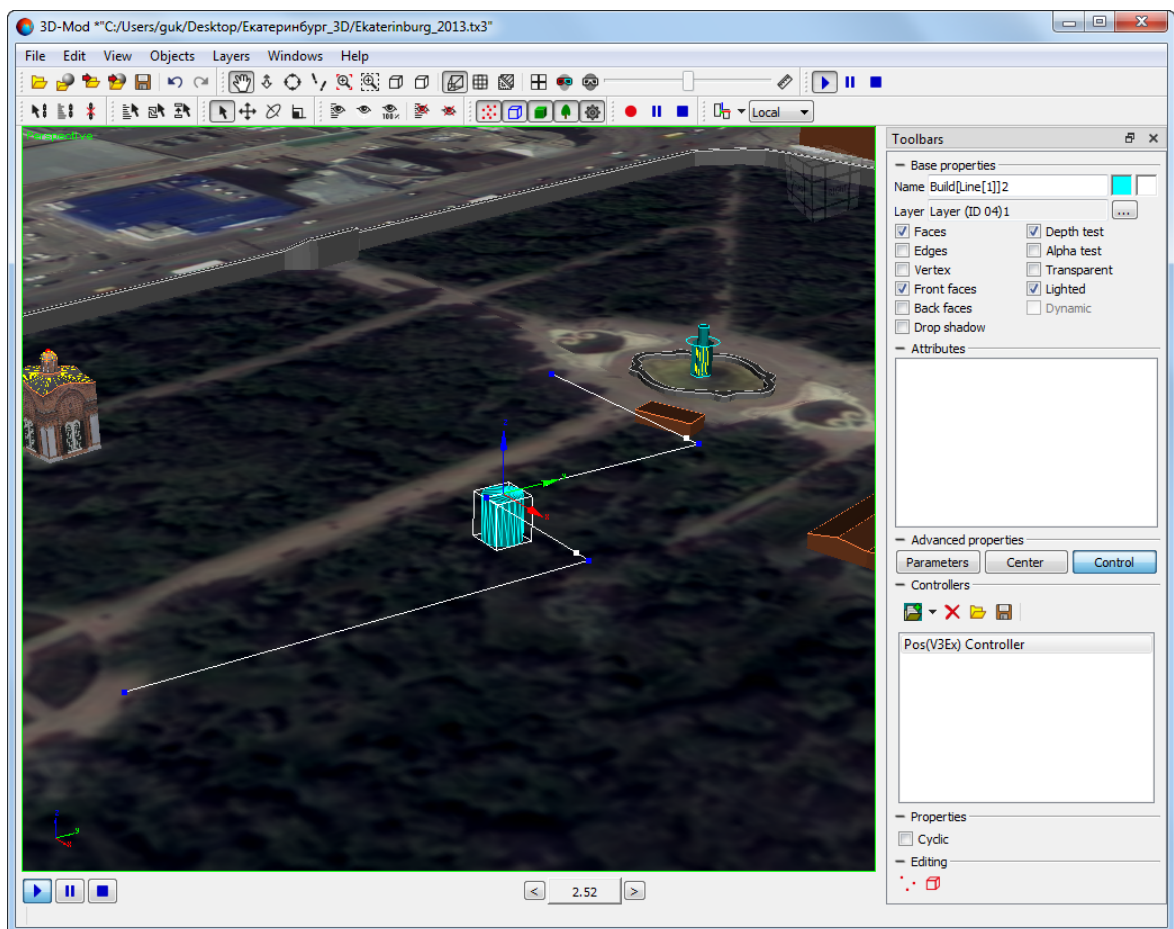 3D-Mod *"C:/Users/guk/Desktop/Екатеринбург_3D/Ekaterinburg_2013.tx3"
File Edit View Objects Layers Windows Help
100%
Local
Perspective
Toolbars
Base properties
Name Build[Line[1]]2
Layer Layer (ID 04)1 ...
Faces Depth test
Edges Alpha test
Vertex Transparent
Front faces Lighted
Back faces Dynamic
Drop shadow
Attributes
Advanced properties
Parameters Center Control
Controllers
Pos(V3Ex) Controller
Properties
Cyclic
Editing
< 2.52 >